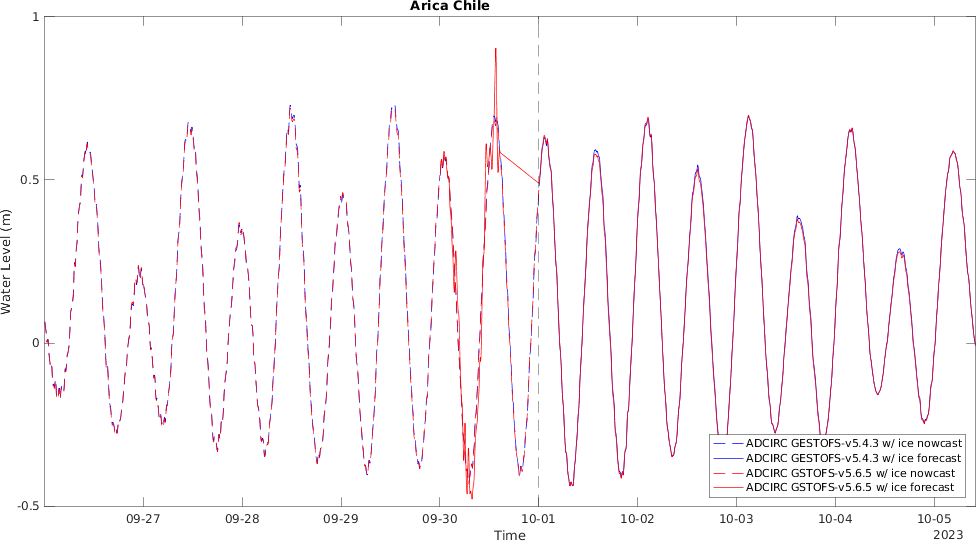 Arica Chile
Water Level (m)
1
0.5
0
-0.5
09-27 09-28 09-29 09-30 10-01 10-02 10-03 10-04 10-05
Time
2023
ADCIRC GESTOFS-v5.4.3 w/ ice nowcast
ADCIRC GESTOFS-v5.4.3 w/ ice forecast
ADCIRC GSTOFS-v5.6.5 w/ ice nowcast
ADCIRC GSTOFS-v5.6.5 w/ ice forecast